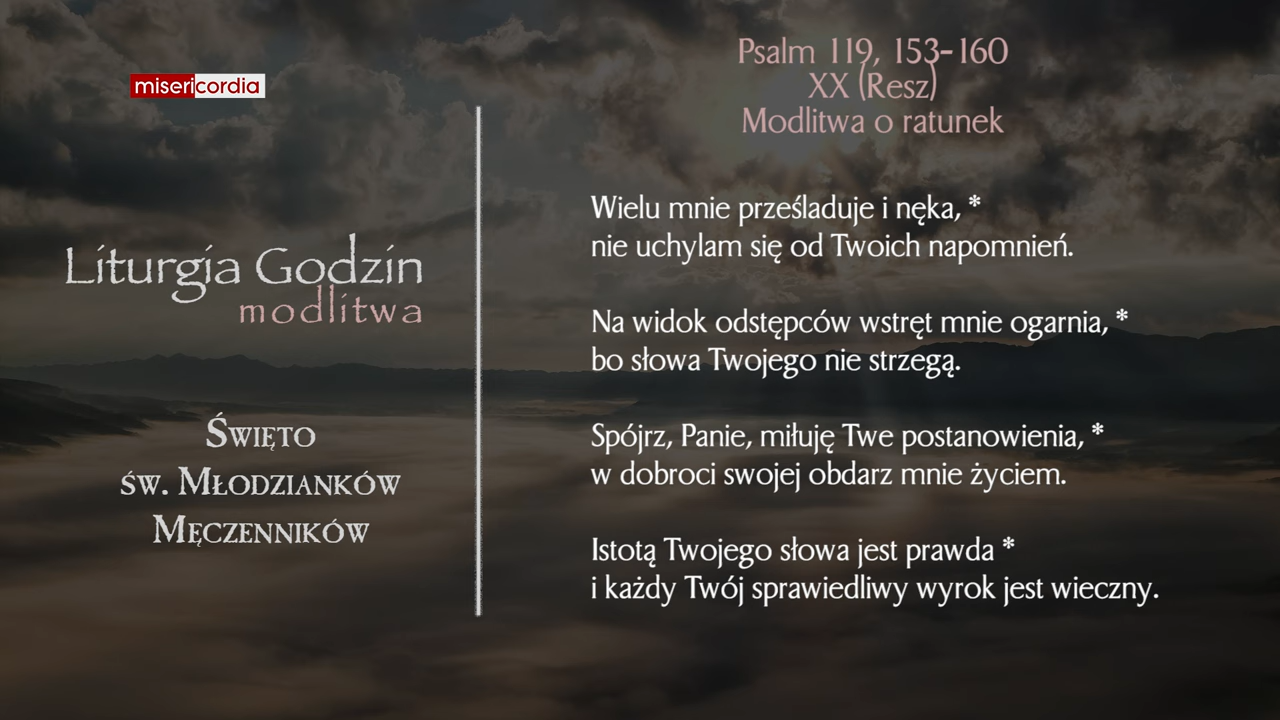 misericordia
Liturgia Godzin
modlitwa
Święto
św. Młodzianków
Męczenników
Psalm 119, 153-160
XX (Resz)
Modlitwa o ratunek
Wielu mnie prześladuje i nęka, *
nie uchylam się od Twoich napomnień.
Na widok odstępców wstręt mnie ogarnia, *
bo słowa Twojego nie strzegą.
Spójrz, Panie, miłuję Twe postanowienia, *
w dobroci swojej obdarz mnie życiem.
Istotą Twojego słowa jest prawda *
i każdy Twój sprawiedliwy wyrok jest wieczny.